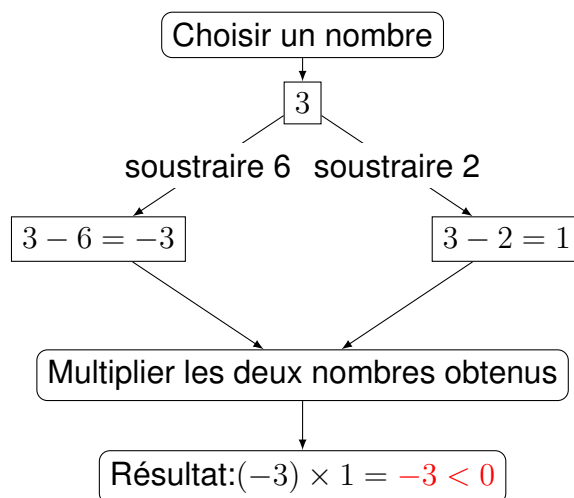 Choisir un nombre
3
soustraire 6 soustraire 2
3 − 6 = −3 3 − 2 = 1
Multiplier les deux nombres obtenus
Résultat:(−3) × 1 = −3 < 0